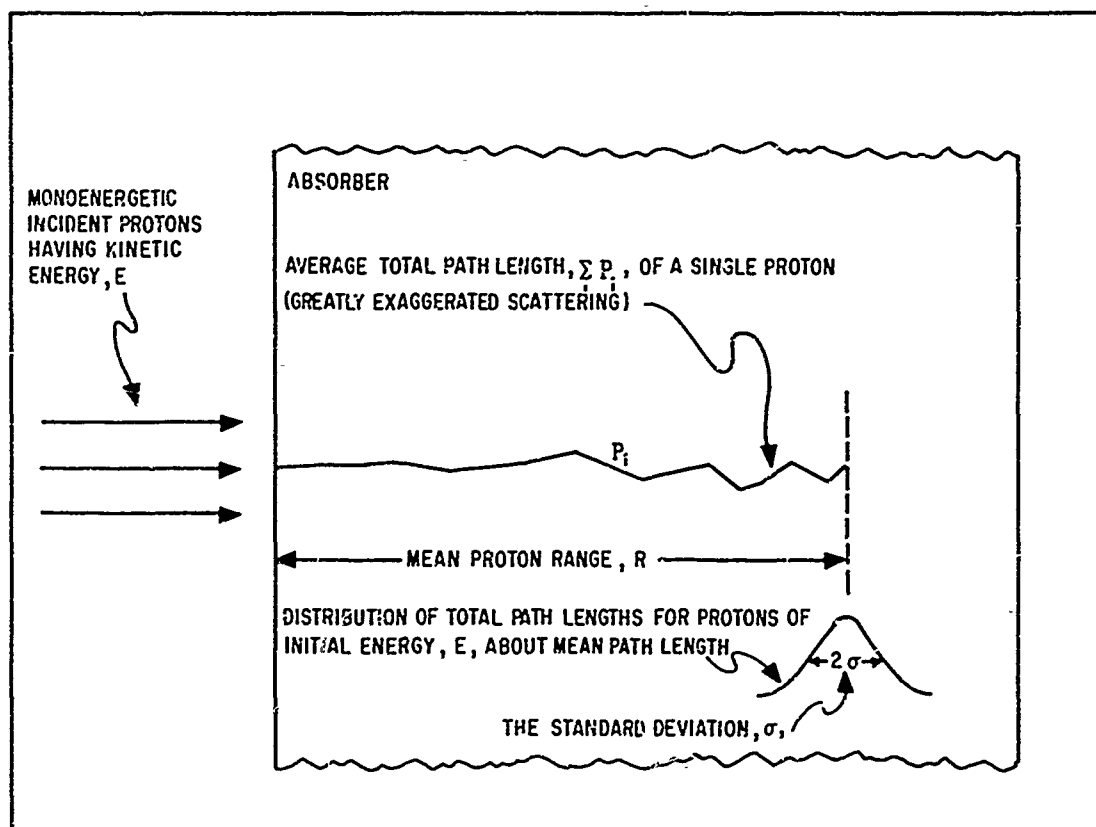 ABSORBER
MONOENERGETIC
INCIDENT PROTONS
HAVING KINETIC
ENERGY, E
AVERAGE TOTAL PATH LENGTH, Σ Pi, OF A SINGLE PROTON
i
(GREATLY EXAGGERATED SCATTERING)
Pi
MEAN PROTON RANGE, R
DISTRIBUTION OF TOTAL PATH LENGTHS FOR PROTONS OF
INITIAL ENERGY, E, ABOUT MEAN PATH LENGTH
2σ
THE STANDARD DEVIATION, σ,